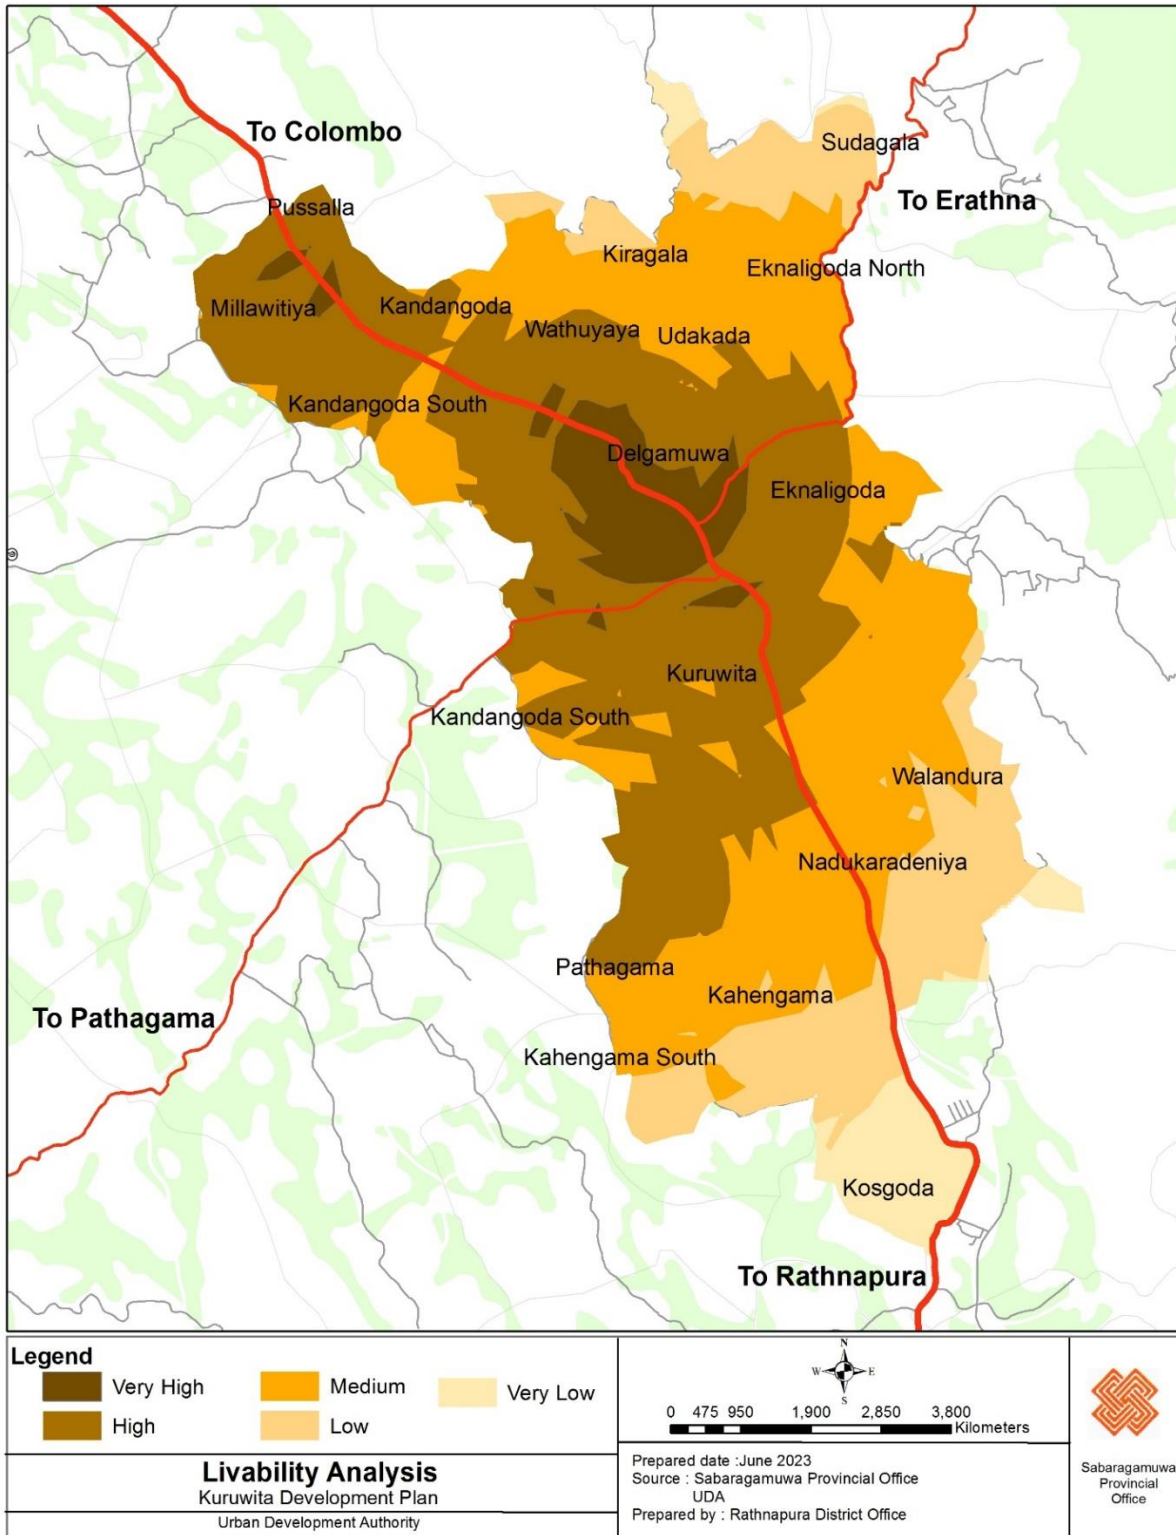 To Colombo
Sudagala
To Erathna
Pussalla
Kiragala
Eknaligoda North
Millawitiya
Kandangoda
Wathuyaya
Udakada
Kandangoda South
Delgamuwa
Eknaligoda
Kuruwita
Kandangoda South
Walandura
Nadukaradeniya
Pathagama
Kahengama
To Pathagama
Kahengama South
Kosgoda
To Rathnapura
Legend
Very High
Medium
Very Low
High
Low
Livability Analysis
Kuruwita Development Plan
Urban Development Authority
N
W E
S
0 475 950 1,900 2,850 3,800
Kilometers
Prepared date :June 2023
Source : Sabaragamuwa Provincial Office
UDA
Prepared by : Rathnapura District Office
Sabaragamuwa
Provincial
Office